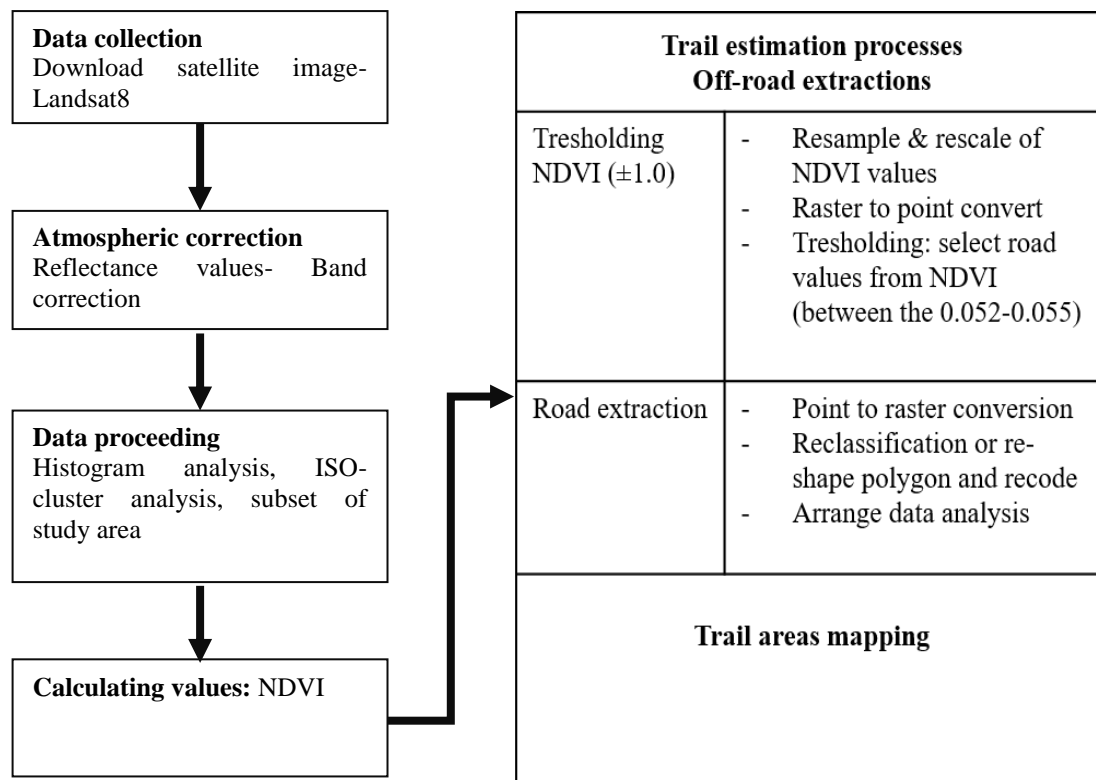 Data collection
Download satellite image-
Landsat8
Atmospheric correction
Reflectance values- Band
correction
Data proceeding
Histogram analysis, ISO-
cluster analysis, subset of
study area
Calculating values: NDVI
Trail estimation processes
Off-road extractions
Tresholding
NDVI (±1.0)
- Resample & rescale of
NDVI values
- Raster to point convert
- Tresholding: select road
values from NDVI
(between the 0.052-0.055)
Road extraction
- Point to raster conversion
- Reclassification or re-
shape polygon and recode
- Arrange data analysis
Trail areas mapping